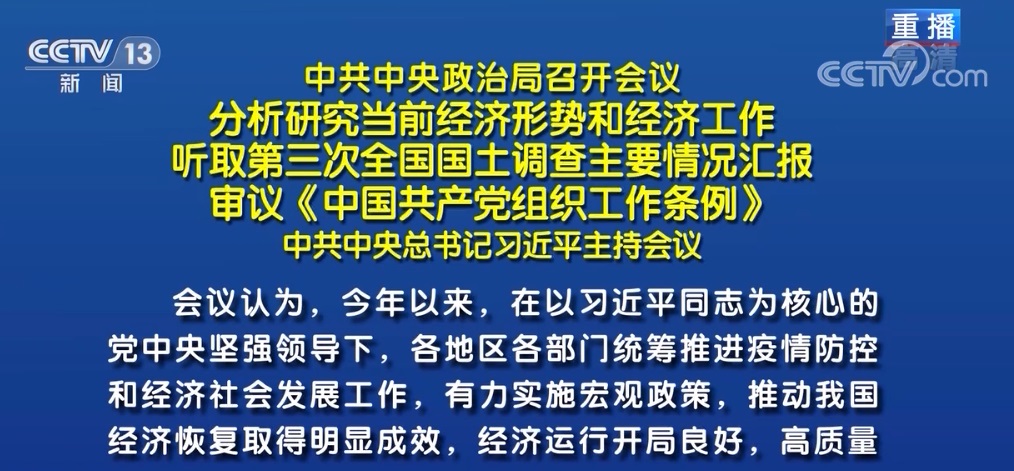 CCTV 13
新闻
重播
高清
CCTV.com
中共中央政治局召开会议
分析研究当前经济形势和经济工作
听取第三次全国国土调查主要情况汇报
审议《中国共产党组织工作条例》
中共中央总书记习近平主持会议
会议认为，今年以来，在以习近平同志为核心的
党中央坚强领导下，各地区各部门统筹推进疫情防控
和经济社会发展工作，有力实施宏观政策，推动我国
经济恢复取得明显成效，经济运行开局良好，高质量